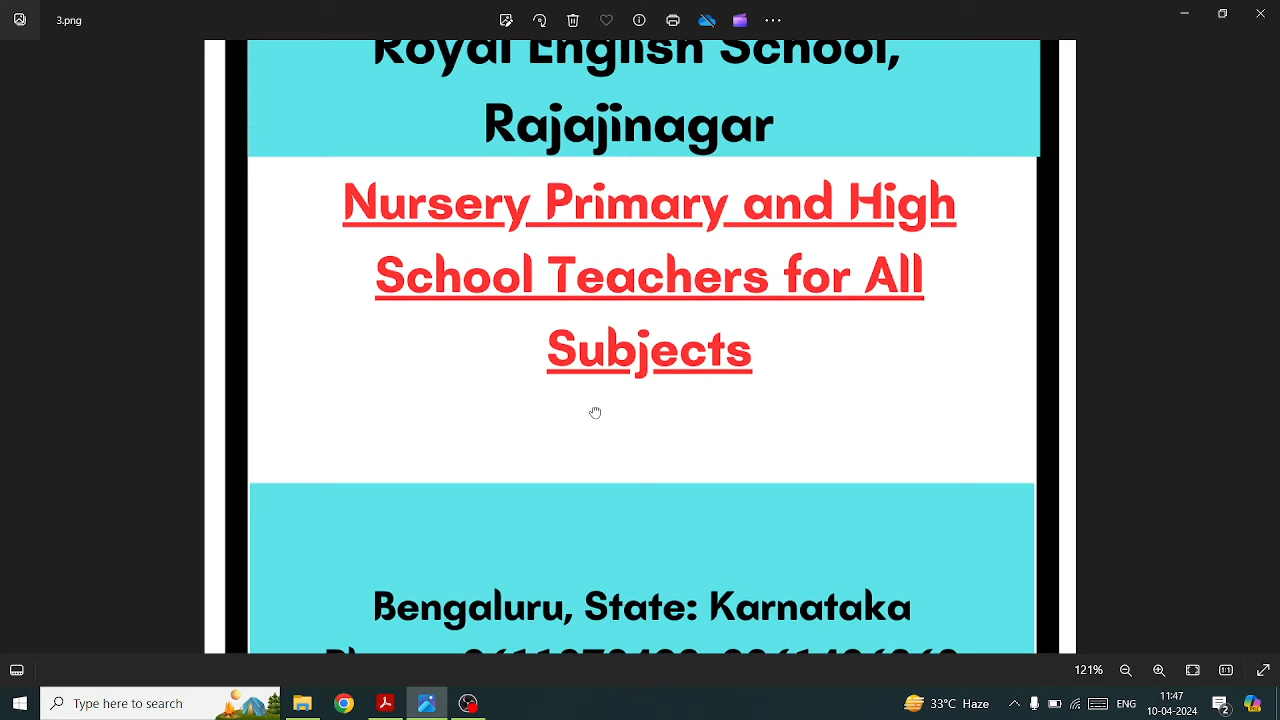 3.png
Royal English School,
Rajajinagar
Nursery Primary and High
School Teachers for All
Subjects
Bengaluru, State: Karnataka
121%
Type here to search
33°C Haze
ENG
11:47
10-04-2024
2